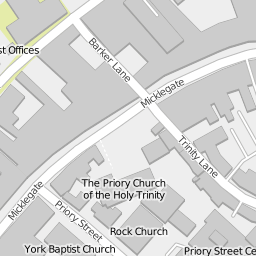 st Offices
Barker Lane
Micklegate
Trinity Lane
The Priory Church
of the Holy Trinity
Micklegate
Priory Street
Rock Church
York Baptist Church
Priory Street Ce